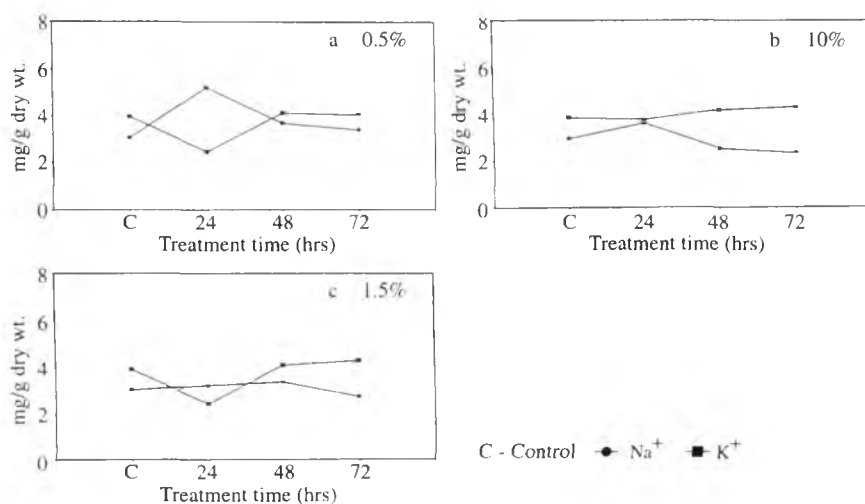 a 0.5%
8
6
4
2
0
mg/g dry wt.
C 24 48 72
Treatment time (hrs)
b 10%
8
6
4
2
0
mg/g dry wt.
C 24 48 72
Treatment time (hrs)
c 1.5%
8
6
4
2
0
mg/g dry wt.
C 24 48 72
Treatment time (hrs)
C - Control Na+ K+